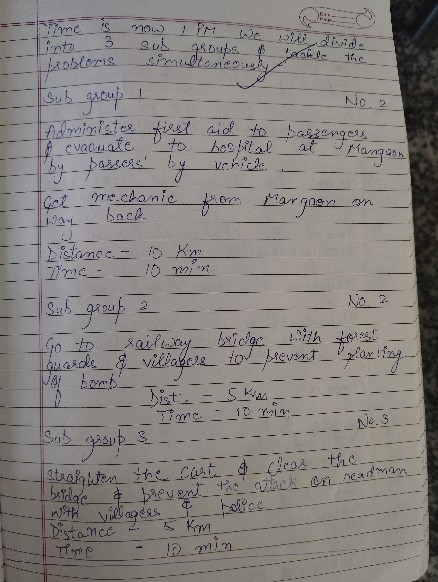 Time is now 1 PM We will divide
into 3 sub groups & tackle the
problems simultaneously
Sub group 1 No. 2
Administer first aid to passengers
& evacuate to hospital at Mangaon
by passers' by vehicle.
Get mechanic from Margaon on
way back
Distance - 10 Km
Time - 10 min
Sub group 2 No. 2
Go to railway bridge with forest
guards & villagers to prevent planting
of bomb
Dist. - 5 Km
Time - 10 min
Sub group 3 No. 3
Straighten the cart & clear the
bridge & prevent the attack on readman
with villagers & police
Distance - 5 Km
Time - 10 min